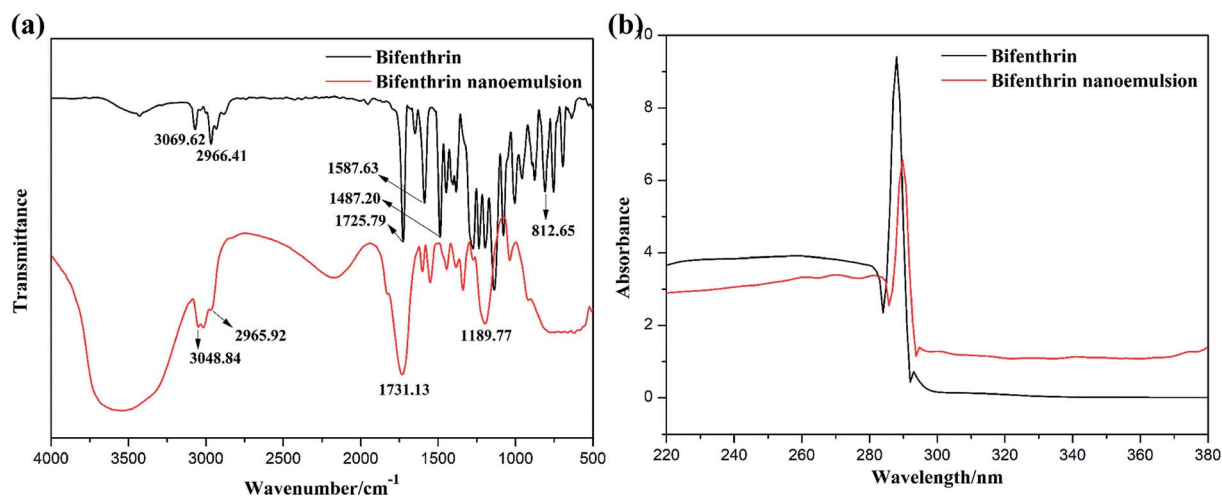 (a)
Bifenthrin
Bifenthrin nanoemulsion
3069.62
2966.41
1587.63
1487.20
1725.79
812.65
2965.92
3048.84
1189.77
1731.13
Transmittance
4000 3500 3000 2500 2000 1500 1000 500
Wavenumber/cm⁻¹
(b)
Bifenthrin
Bifenthrin nanoemulsion
10
8
6
4
2
0
Absorbance
220 240 260 280 300 320 340 360 380
Wavelength/nm